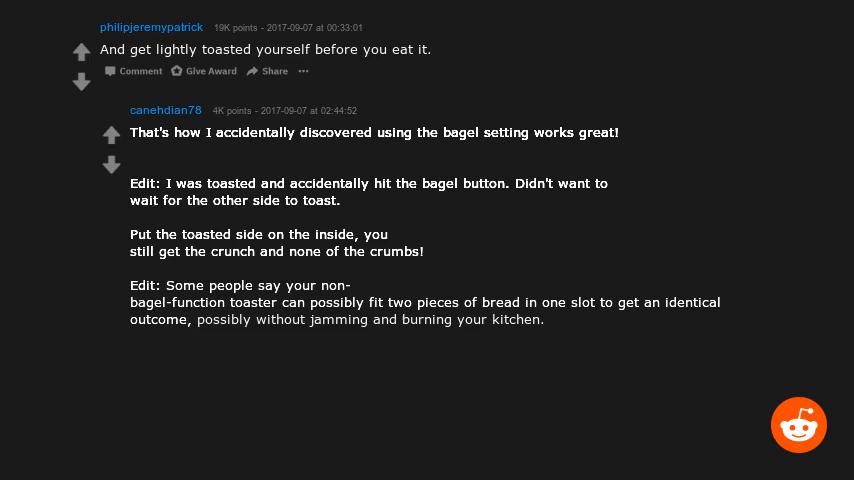 philipjeremypatrick 19K points - 2017-09-07 at 00:33:01
And get lightly toasted yourself before you eat it.
Comment Give Award Share ···
canehdian78 4K points - 2017-09-07 at 02:44:52
That's how I accidentally discovered using the bagel setting works great!
Edit: I was toasted and accidentally hit the bagel button. Didn't want to
wait for the other side to toast.
Put the toasted side on the inside, you
still get the crunch and none of the crumbs!
Edit: Some people say your non-
bagel-function toaster can possibly fit two pieces of bread in one slot to get an identical
outcome, possibly without jamming and burning your kitchen.